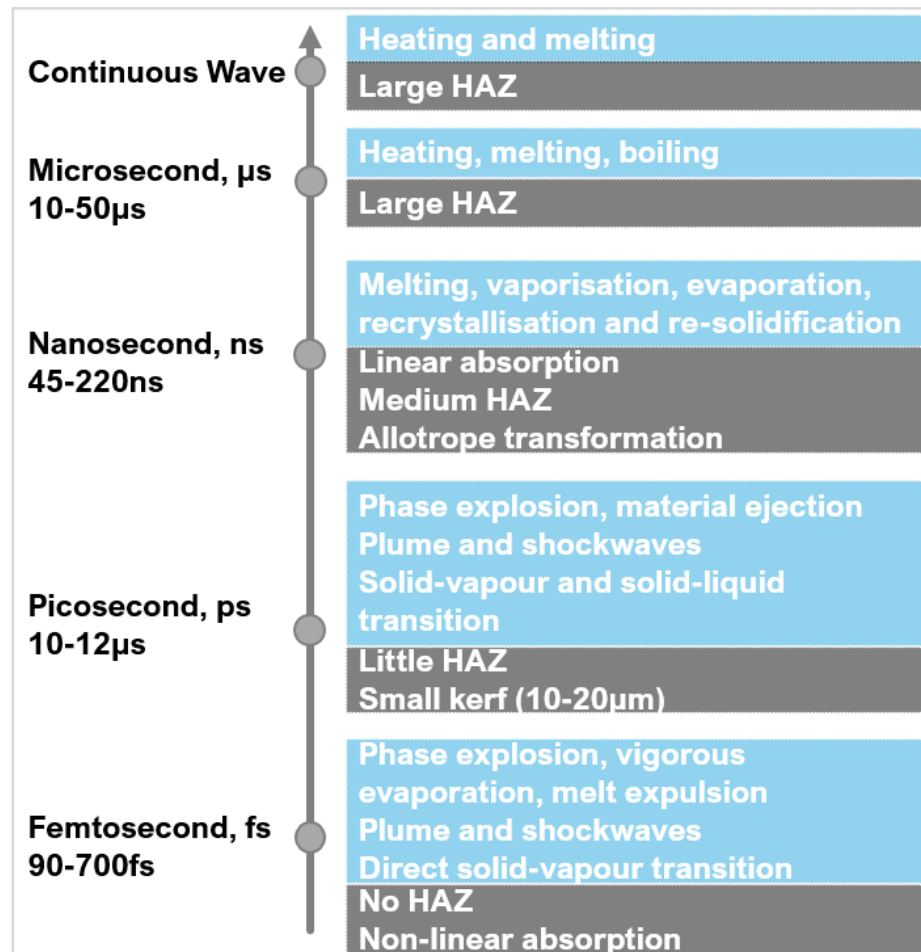 Continuous Wave
Heating and melting
Large HAZ
Microsecond, µs
10-50µs
Heating, melting, boiling
Large HAZ
Nanosecond, ns
45-220ns
Melting, vaporisation, evaporation,
recrystallisation and re-solidification
Linear absorption
Medium HAZ
Allotrope transformation
Picosecond, ps
10-12µs
Phase explosion, material ejection
Plume and shockwaves
Solid-vapour and solid-liquid
transition
Little HAZ
Small kerf (10-20µm)
Femtosecond, fs
90-700fs
Phase explosion, vigorous
evaporation, melt expulsion
Plume and shockwaves
Direct solid-vapour transition
No HAZ
Non-linear absorption